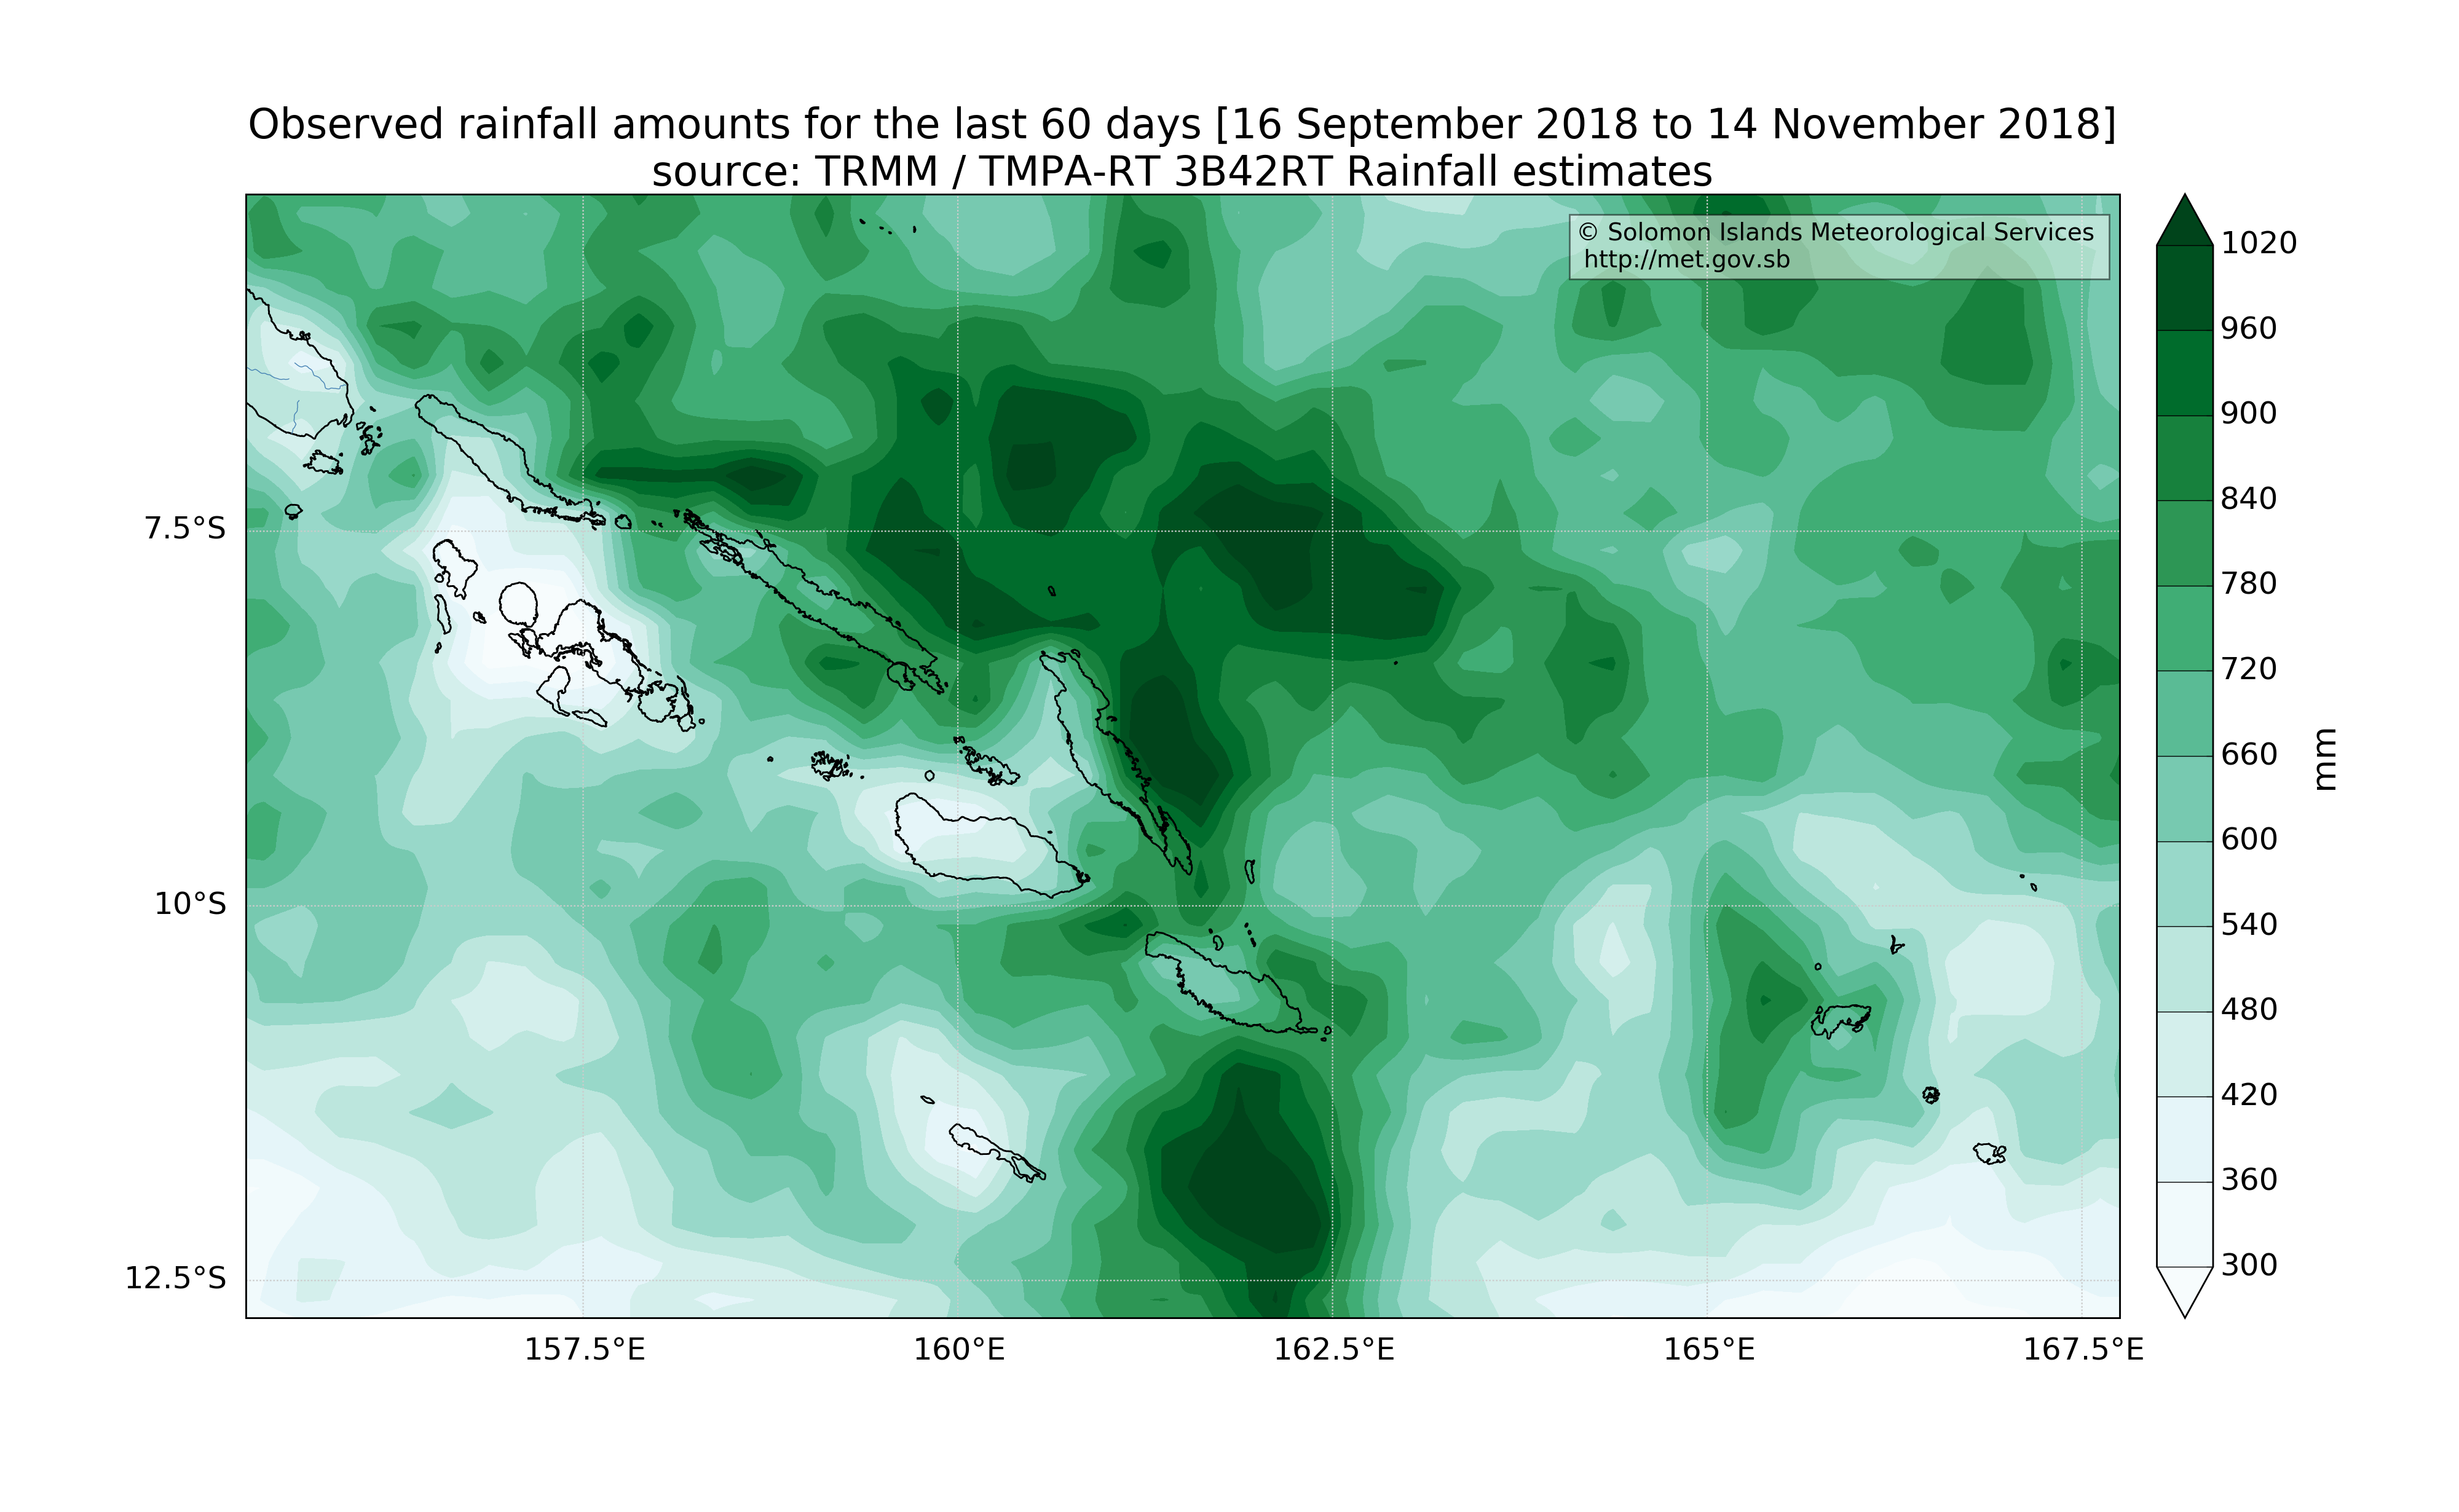 Observed rainfall amounts for the last 60 days [16 September 2018 to 14 November 2018]
source: TRMM / TMPA-RT 3B42RT Rainfall estimates
© Solomon Islands Meteorological Services
http://met.gov.sb
7.5°S
10°S
12.5°S
157.5°E
160°E
162.5°E
165°E
167.5°E
1020
960
900
840
780
720
660
600
540
480
420
360
300
mm